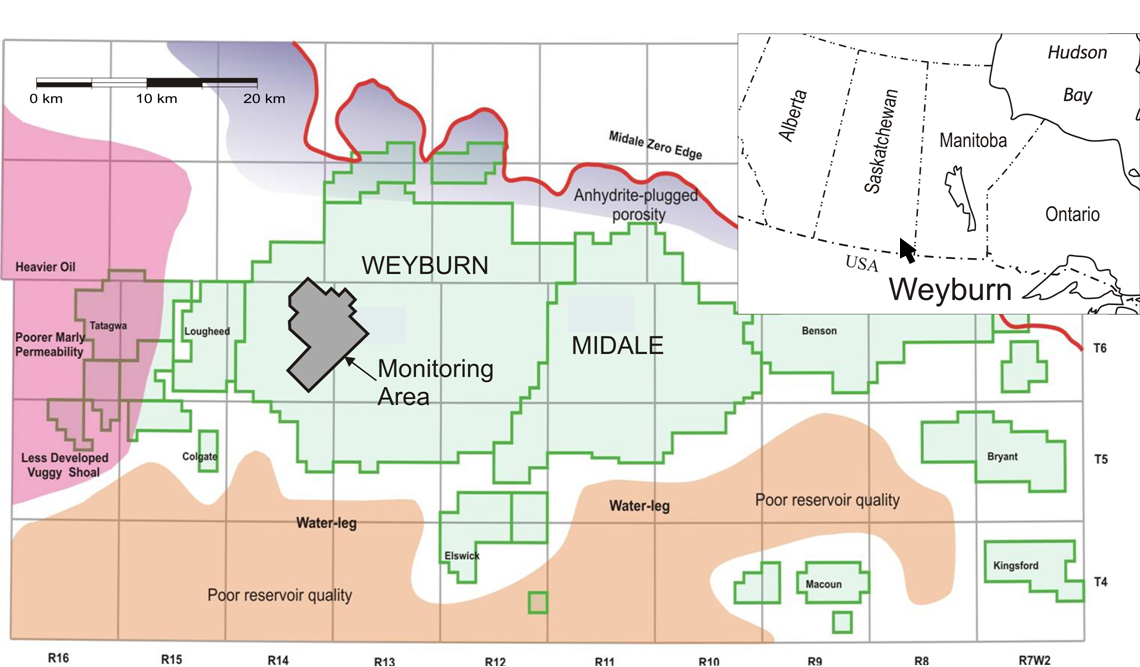 0 km 10 km 20 km
Midale Zero Edge
Anhydrite-plugged
porosity
Heavier Oil
WEYBURN
Tatagwa
Lougheed
Poorer Marly
Permeability
MIDALE
Monitoring
Area
Benson
T6
Less Developed
Vuggy Shoal
Colgate
Bryant
T5
Water-leg
Water-leg
Poor reservoir quality
Elswick
Poor reservoir quality
Macoun
Kingsford
T4
R16 R15 R14 R13 R12 R11 R10 R9 R8 R7W2
Hudson
Bay
Alberta
Saskatchewan
Manitoba
Ontario
USA
Weyburn